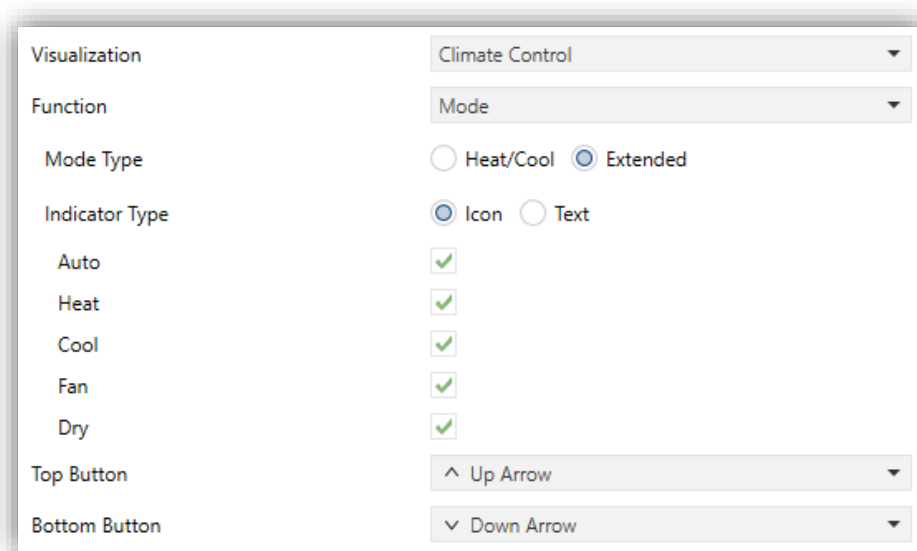 Visualization Climate Control
Function Mode
Mode Type Heat/Cool Extended
Indicator Type Icon Text
Auto
Heat
Cool
Fan
Dry
Top Button Up Arrow
Bottom Button Down Arrow